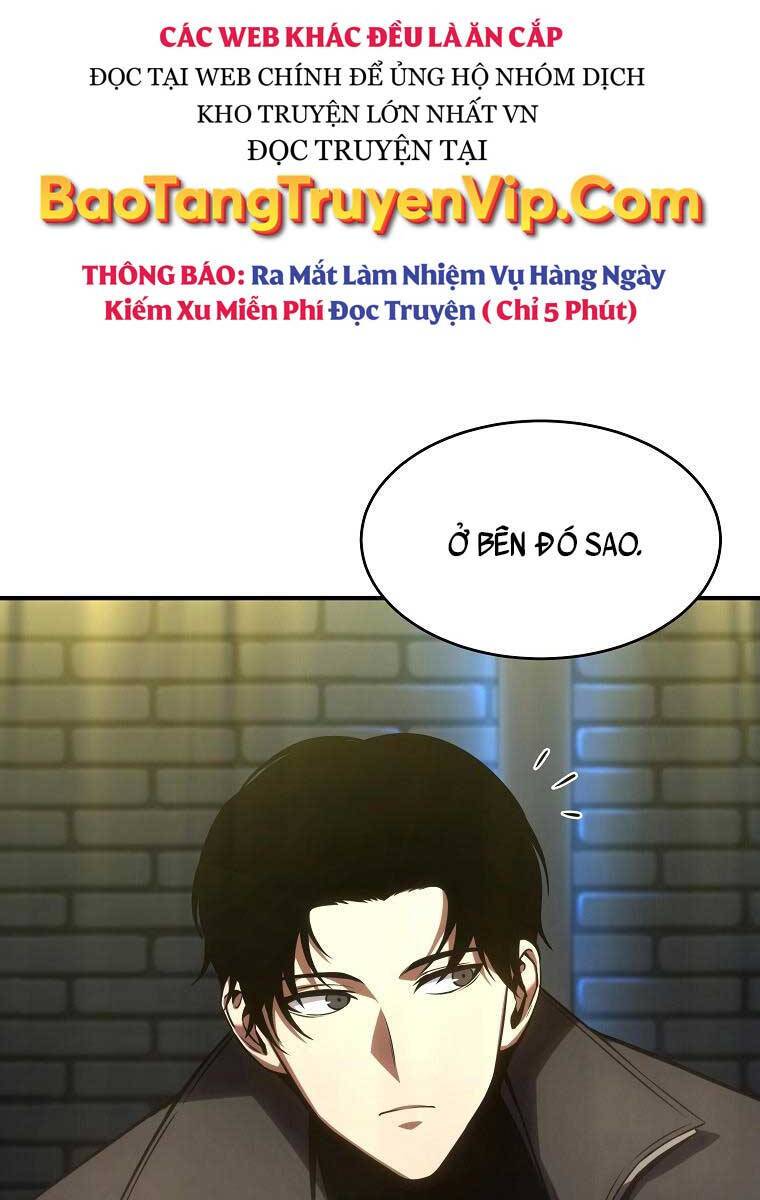 CÁC WEB KHÁC ĐỀU LÀ ĂN CẮP
ĐỌC TẠI WEB CHÍNH ĐỂ ỦNG HỘ NHÓM DỊCH
KHO TRUYỆN LỚN NHẤT VN
ĐỌC TRUYỆN TẠI
BaoTangTruyenVip.Com
THÔNG BÁO: Ra Mắt Làm Nhiệm Vụ Hàng Ngày
Kiếm Xu Miễn Phí Đọc Truyện ( Chỉ 5 Phút)
Ở BÊN ĐÓ SAO.